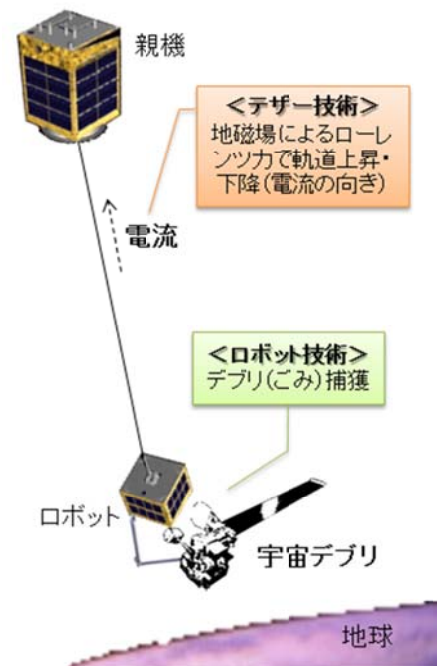 親機
＜テザー技術＞
地磁場によるローレ
ンツ力で軌道上昇・
下降(電流の向き)
電流
＜ロボット技術＞
デブリ(ごみ)捕獲
ロボット
宇宙デブリ
地球